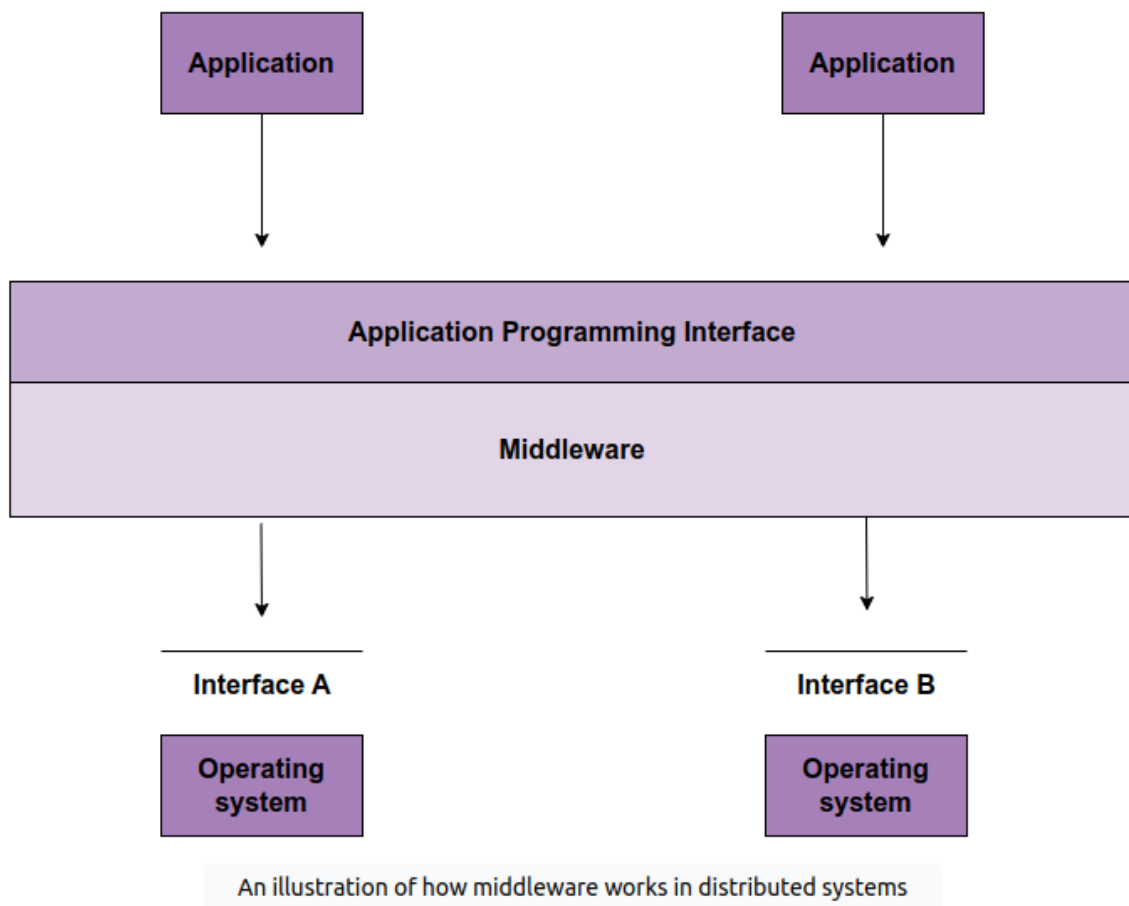 Application
Application
Application Programming Interface
Middleware
Interface A
Interface B
Operating
system
Operating
system
An illustration of how middleware works in distributed systems